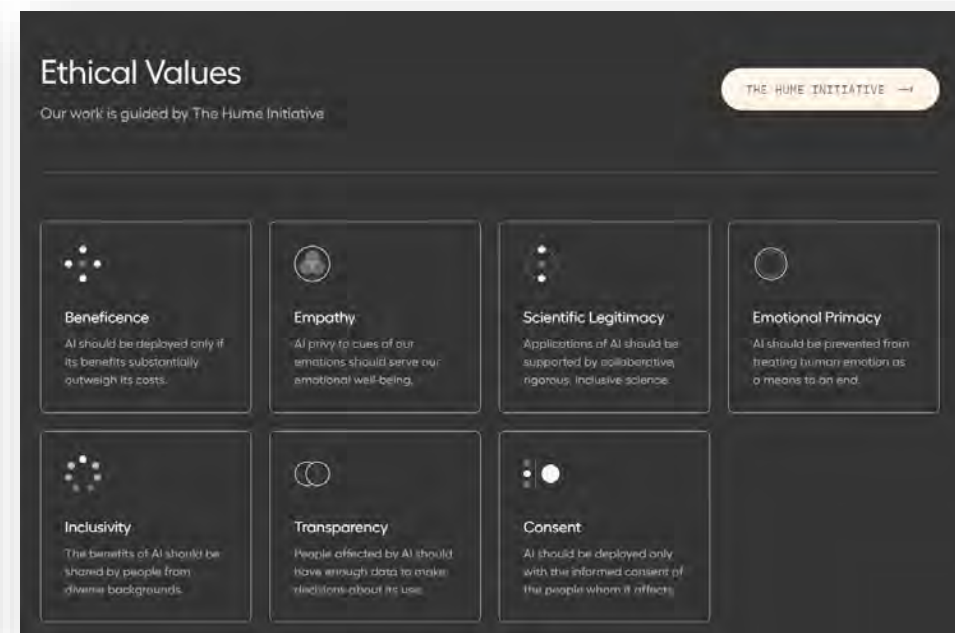 Ethical Values
Our work is guided by The Hume Initiative
THE HUME INITIATIVE
Beneficence
AI should be deployed only if
its benefits substantially
outweigh its costs.
Empathy
AI privy to cues of our
emotions should serve our
emotional well-being.
Scientific Legitimacy
Applications of AI should be
supported by collaborative,
rigorous, inclusive science.
Emotional Primacy
AI should be prevented from
treating human emotion as
a means to an end.
Inclusivity
The benefits of AI should be
shared by people from
diverse backgrounds.
Transparency
People affected by AI should
have enough data to make
decisions about its use.
Consent
AI should be deployed only
with the informed consent of
the people whom it affects.